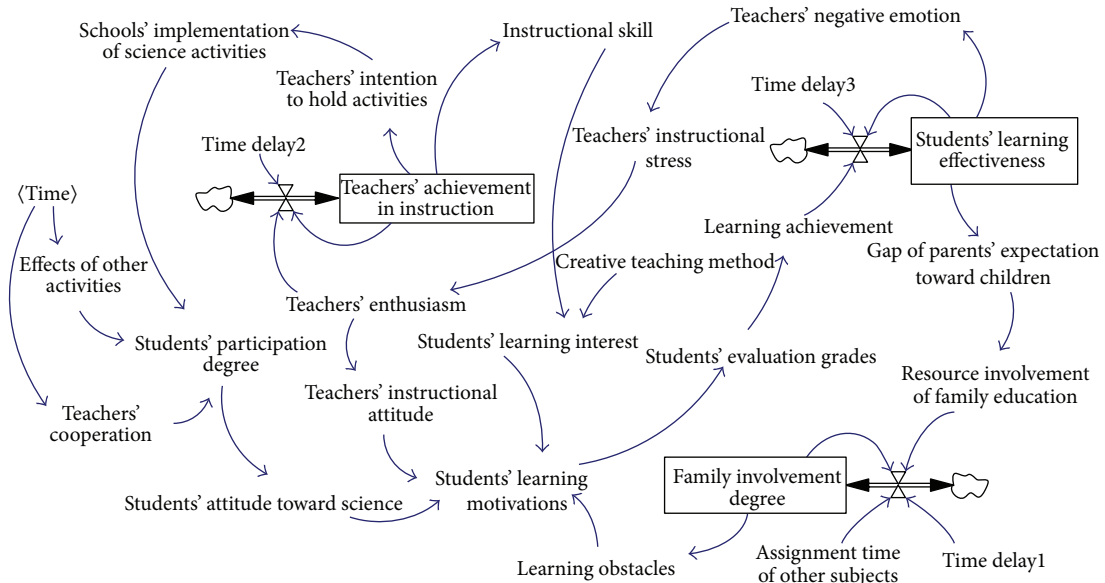 Schools' implementation
of science activities
Instructional skill
Teachers' negative emotion
Teachers' intention
to hold activities
Time delay3
Time delay2
Teachers' instructional
stress
Students' learning
effectiveness
Teachers' achievement
in instruction
⟨Time⟩
Learning achievement
Gap of parents' expectation
toward children
Effects of other
activities
Creative teaching method
Teachers' enthusiasm
Students' participation
degree
Students' learning interest
Students' evaluation grades
Teachers' instructional
attitude
Resource involvement
of family education
Teachers'
cooperation
Students' learning
motivations
Family involvement
degree
Students' attitude toward science
Learning obstacles
Assignment time
of other subjects
Time delay1